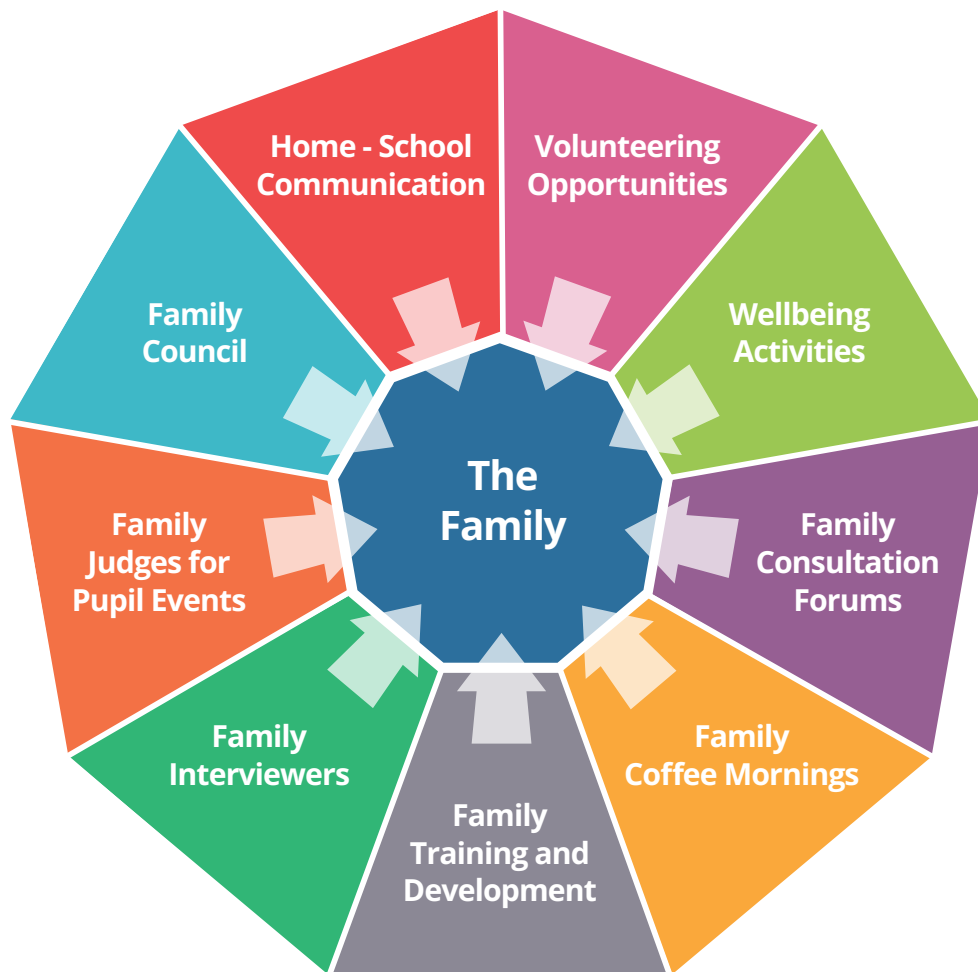 Home - School
Communication
Volunteering
Opportunities
Wellbeing
Activities
Family
Consultation
Forums
Family
Coffee Mornings
Family
Training and
Development
Family
Interviewers
Family
Judges for
Pupil Events
Family
Council
The
Family